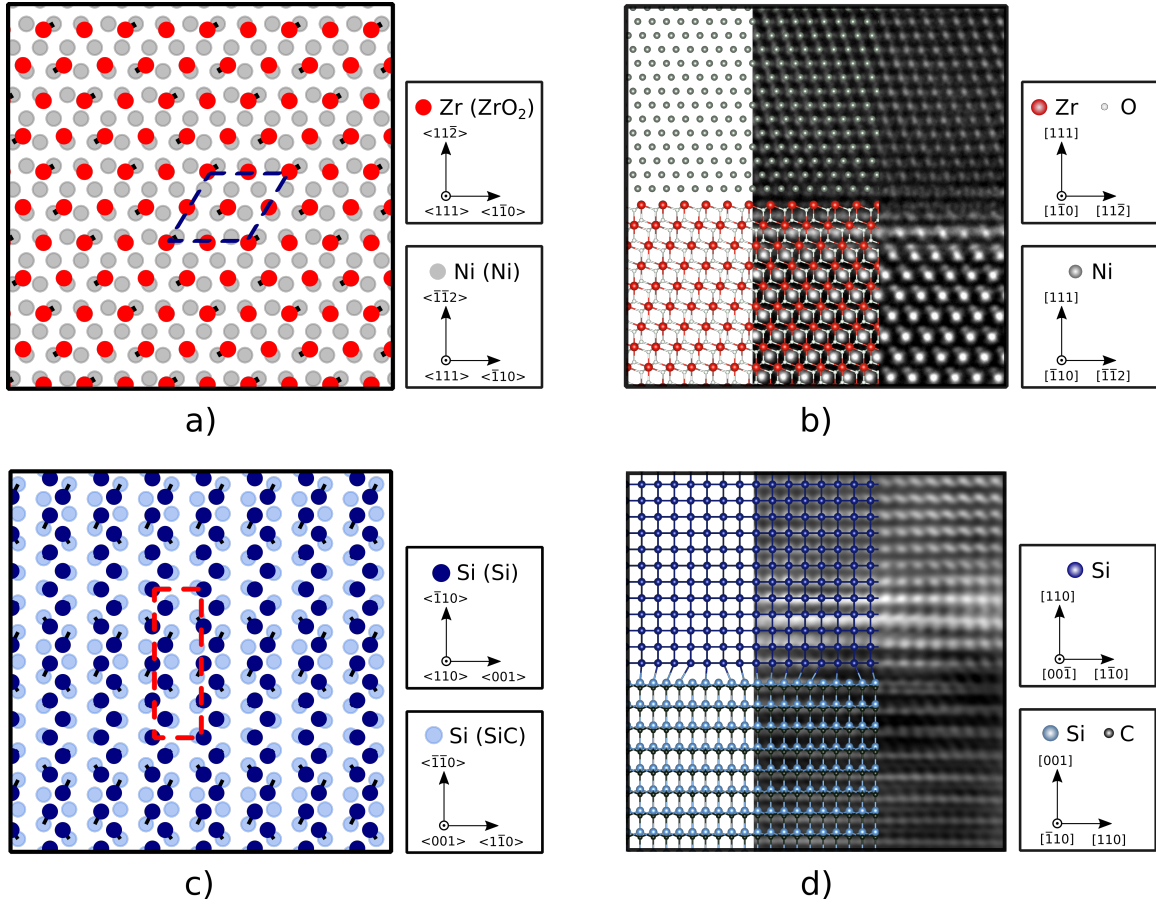 Zr (ZrO₂)
<112̅>
<111> <11̅0>
Ni (Ni)
<1̅1̅2>
<111> <1̅10>
a)
Zr O
[111]
[11̅0] [112̅]
Ni
[111]
[1̅10] [1̅1̅2]
b)
Si (Si)
<1̅10>
<110> <001>
Si (SiC)
<1̅1̅0>
<001> <11̅0>
c)
Si
[110]
[001̅] [11̅0]
Si C
[001]
[1̅10] [110]
d)